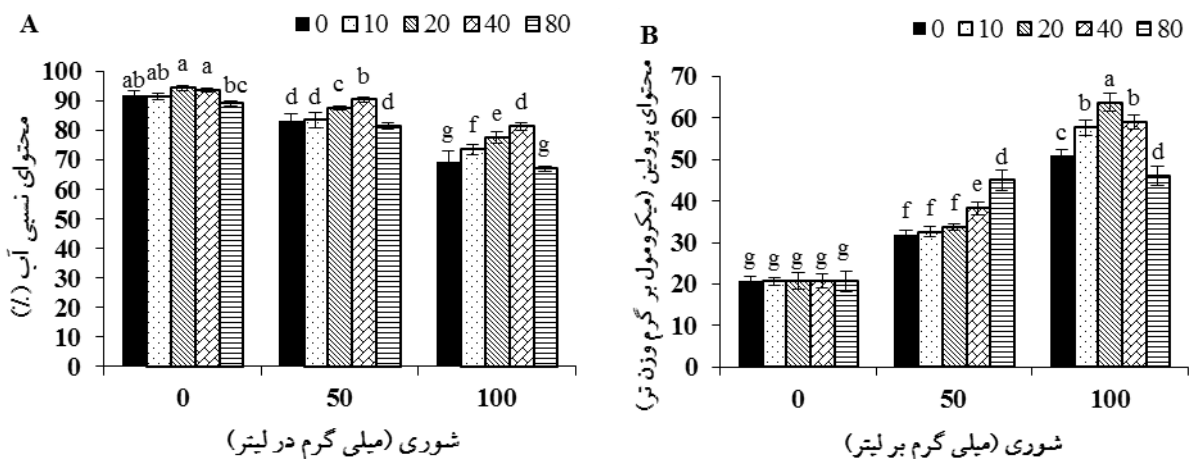 A
0 10 20 40 80
محتوای نسبی آب (٪)
100
90
80
70
60
50
40
30
20
10
0
ab ab a a bc
d d c b d
g f e d g
0 50 100
شوری (میلی گرم در لیتر)
B
0 10 20 40 80
محتوای پرولین (میکرومول بر گرم وزن تر)
70
60
50
40
30
20
10
0
g g g g g
f f f e d
c b a b d
0 50 100
شوری (میلی گرم بر لیتر)